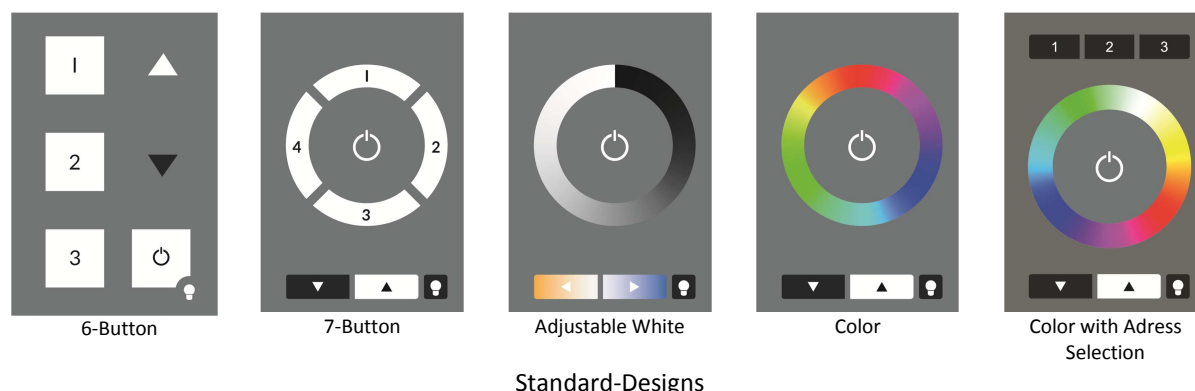 I
2
3
6-Button
I
2
3
4
7-Button
Adjustable White
Color
1 2 3
Color with Adress
Selection
Standard-Designs